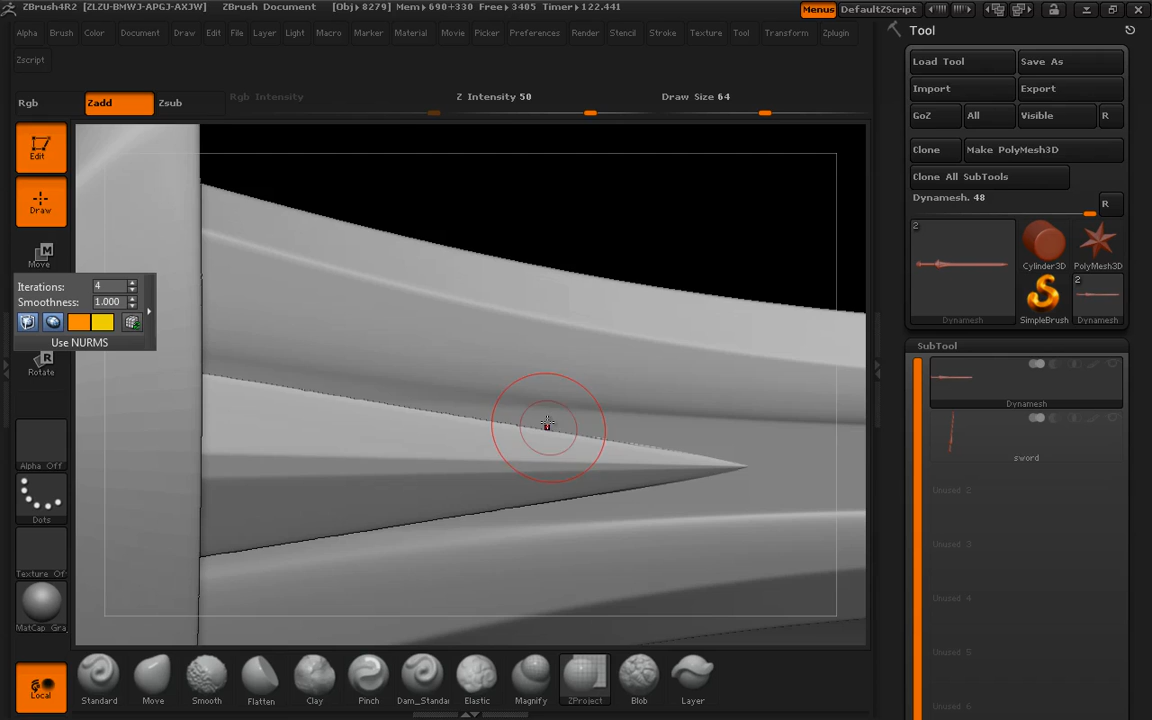 ZBrush4R2 [ZLZU-BMWJ-APGJ-AXJW] ZBrush Document [Obj▸8279] Mem▸690+330 Free▸3405 Timer▸122.441 Menus DefaultZScript
Alpha Brush Color Document Draw Edit File Layer Light Macro Marker Material Movie Picker Preferences Render Stencil Stroke Texture Tool Transform Zplugin
Zscript
Rgb Zadd Zsub Rgb Intensity Z Intensity 50 Draw Size 64
Edit
Draw
Move
Iterations: 4
Smoothness: 1.000
Use NURMS
Rotate
Alpha Off
Dots
Texture Of
MatCap Gra
Local
Standard Move Smooth Flatten Clay Pinch Dam_Standa Elastic Magnify ZProject Blob Layer
Tool
Load Tool Save As
Import Export
GoZ All Visible R
Clone Make PolyMesh3D
Clone All SubTools
Dynamesh. 48 R
2
Cylinder3D PolyMesh3D
2
Dynamesh SimpleBrush Dynamesh
SubTool
Dynamesh
sword
Unused 2
Unused 3
Unused 4
Unused 5
Unused 6